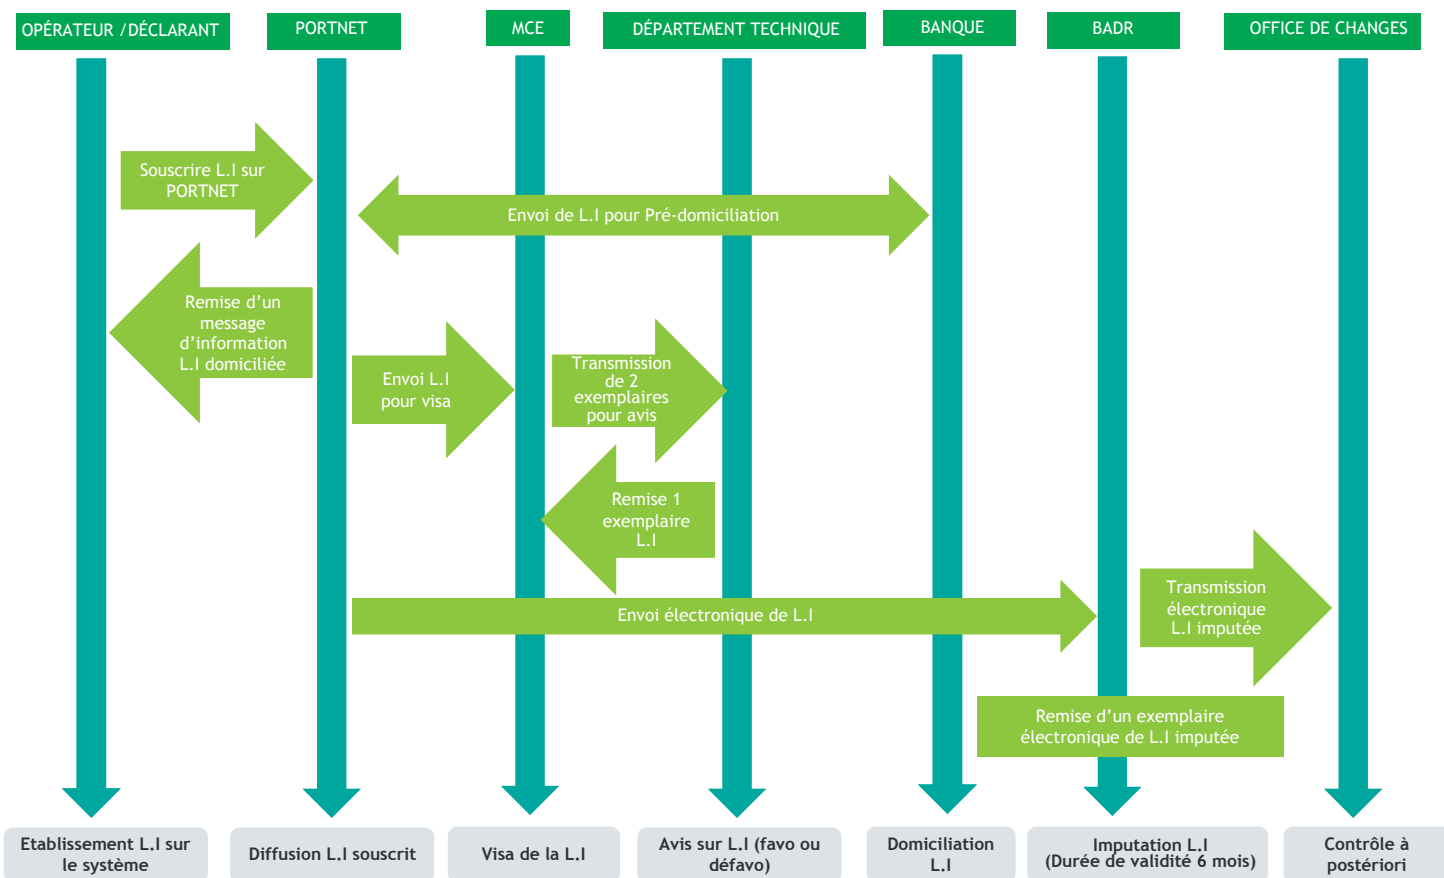 OPÉRATEUR /DÉCLARANT
PORTNET
MCE
DÉPARTEMENT TECHNIQUE
BANQUE
BADR
OFFICE DE CHANGES
Souscrire L.I sur
PORTNET
Envoi de L.I pour Pré-domiciliation
Remise d’un
message
d’information
L.I domiciliée
Envoi L.I
pour visa
Transmission
de 2
exemplaires
pour avis
Remise 1
exemplaire
L.I
Envoi électronique de L.I
Transmission
électronique
L.I imputée
Remise d’un exemplaire
électronique de L.I imputée
Etablissement L.I sur
le système
Diffusion L.I souscrit
Visa de la L.I
Avis sur L.I (favo ou
défavo)
Domiciliation
L.I
Imputation L.I
(Durée de validité 6 mois)
Contrôle à
postériori